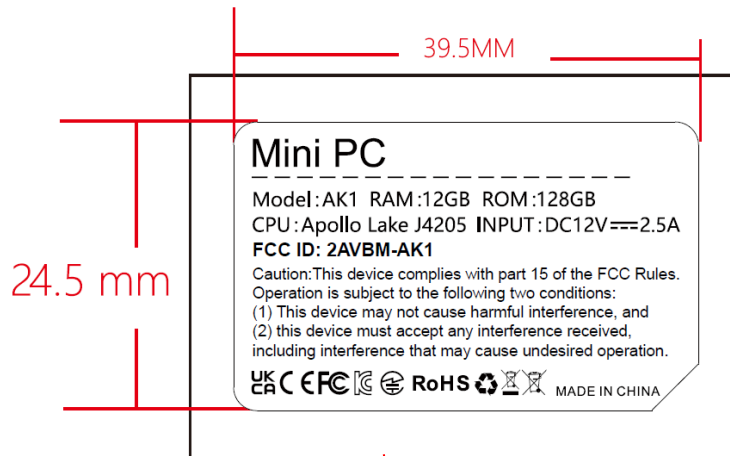 39.5MM
24.5 mm
Mini PC
Model:AK1 RAM:12GB ROM:128GB
CPU:Apollo Lake J4205 INPUT:DC12V⎓2.5A
FCC ID: 2AVBM-AK1
Caution:This device complies with part 15 of the FCC Rules.
Operation is subject to the following two conditions:
(1) This device may not cause harmful interference, and
(2) this device must accept any interference received,
including interference that may cause undesired operation.
UK CA CE FC RoHS MADE IN CHINA